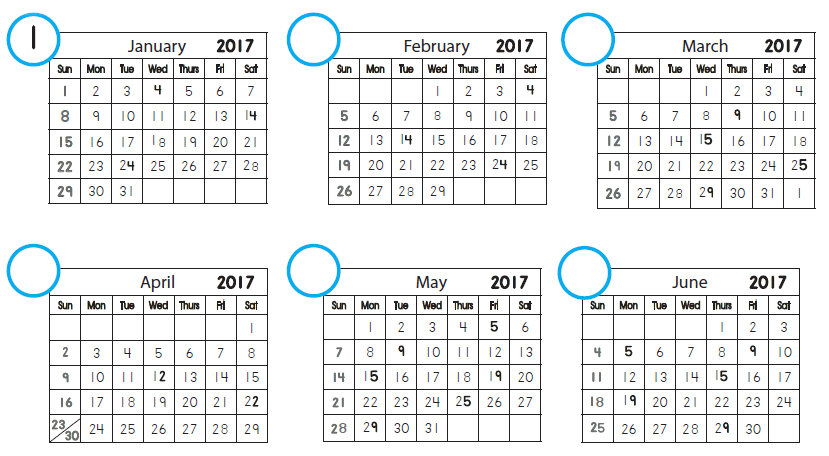 1
January 2017
Sun Mon Tue Wed Thurs Fri Sat
1 2 3 4 5 6 7
8 9 10 11 12 13 14
15 16 17 18 19 20 21
22 23 24 25 26 27 28
29 30 31
February 2017
Sun Mon Tue Wed Thurs Fri Sat
1 2 3 4
5 6 7 8 9 10 11
12 13 14 15 16 17 18
19 20 21 22 23 24 25
26 27 28 29
March 2017
Sun Mon Tue Wed Thurs Fri Sat
1 2 3 4
5 6 7 8 9 10 11
12 13 14 15 16 17 18
19 20 21 22 23 24 25
26 27 28 29 30 31 1
April 2017
Sun Mon Tue Wed Thurs Fri Sat
1
2 3 4 5 6 7 8
9 10 11 12 13 14 15
16 17 18 19 20 21 22
23/30 24 25 26 27 28 29
May 2017
Sun Mon Tue Wed Thurs Fri Sat
1 2 3 4 5 6
7 8 9 10 11 12 13
14 15 16 17 18 19 20
21 22 23 24 25 26 27
28 29 30 31
June 2017
Sun Mon Tue Wed Thurs Fri Sat
1 2 3
4 5 6 7 8 9 10
11 12 13 14 15 16 17
18 19 20 21 22 23 24
25 26 27 28 29 30